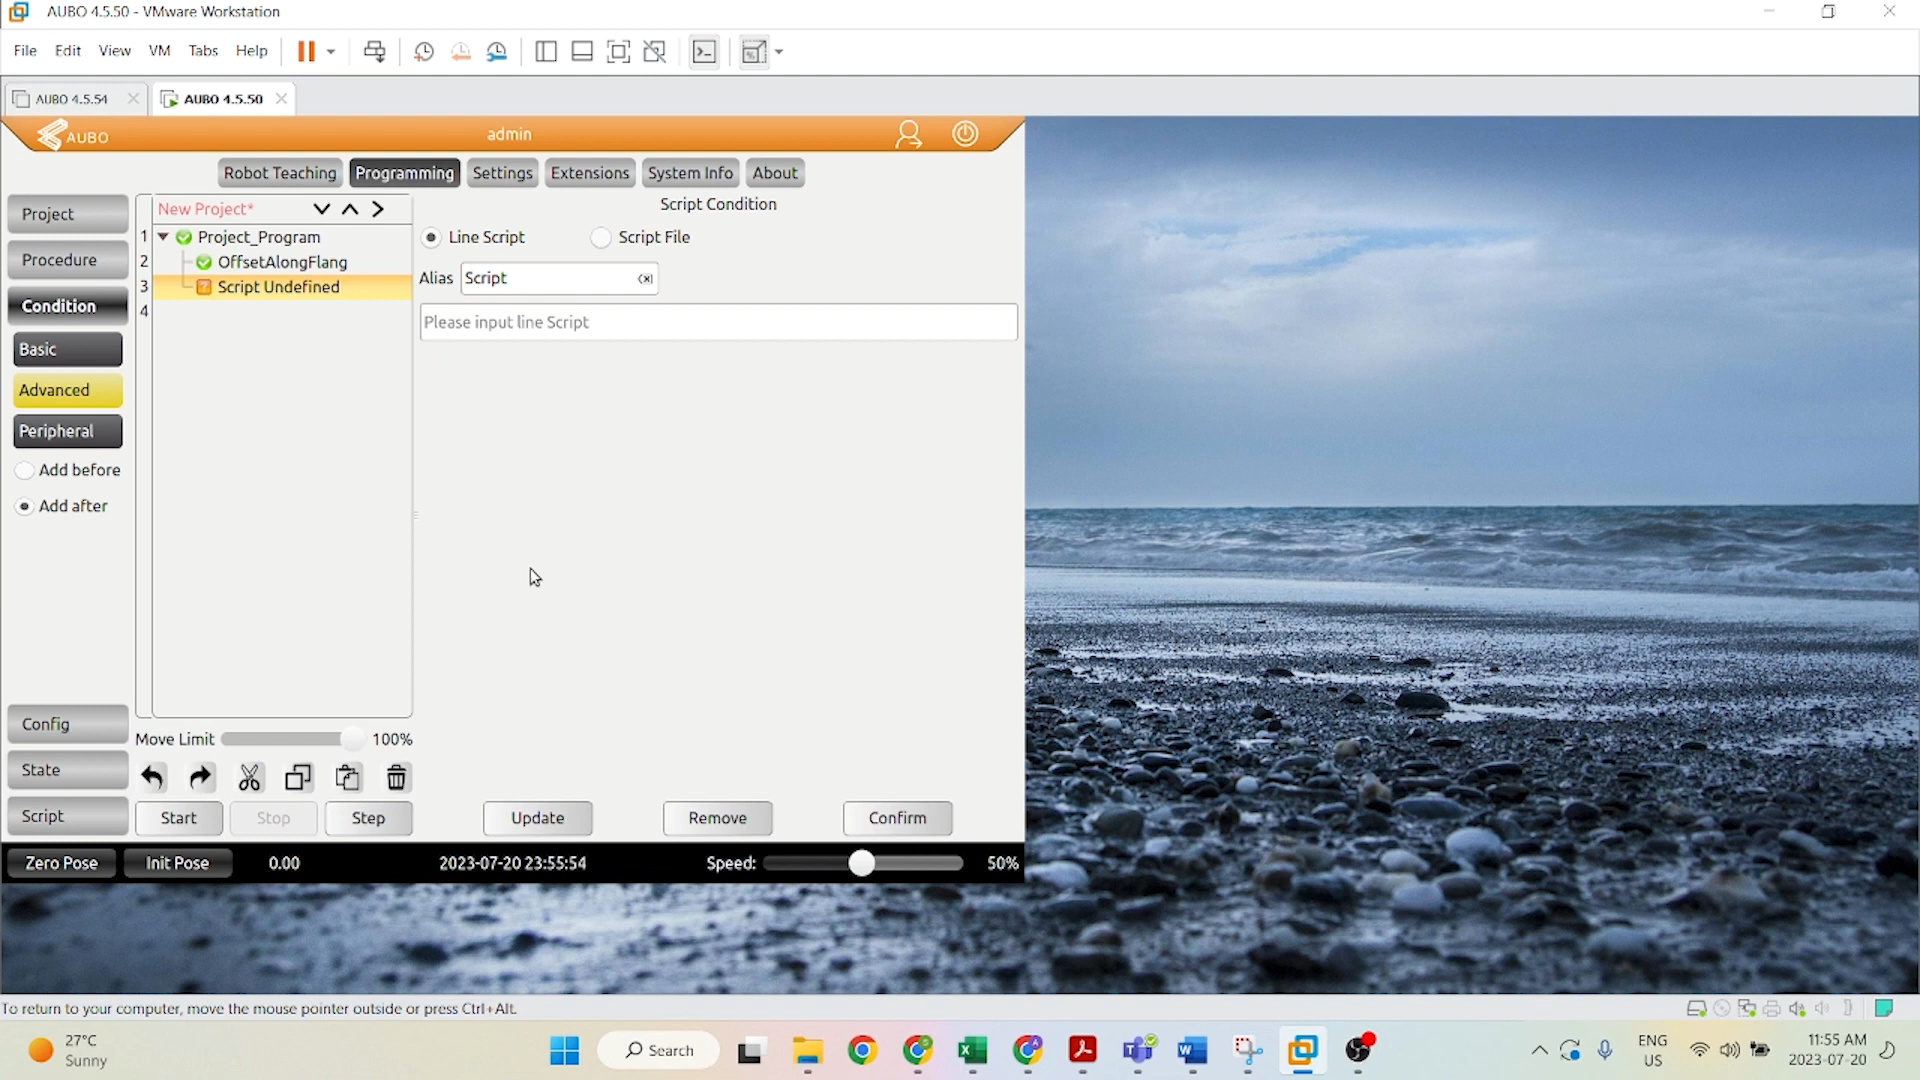 AUBO 4.5.50 - VMware Workstation
File Edit View VM Tabs Help
AUBO 4.5.54
AUBO 4.5.50
AUBO
admin
Robot Teaching Programming Settings Extensions System Info About
Project
Procedure
Condition
Basic
Advanced
Peripheral
Add before
Add after
Config
State
Script
New Project*
1 Project_Program
2 OffsetAlongFlang
3 Script Undefined
4
Script Condition
Line Script Script File
Alias Script
Please input line Script
Move Limit 100%
Start Stop Step Update Remove Confirm
Zero Pose Init Pose 0.00 2023-07-20 23:55:54 Speed: 50%
To return to your computer, move the mouse pointer outside or press Ctrl+Alt.
27°C
Sunny
Search
ENG
US
11:55 AM
2023-07-20